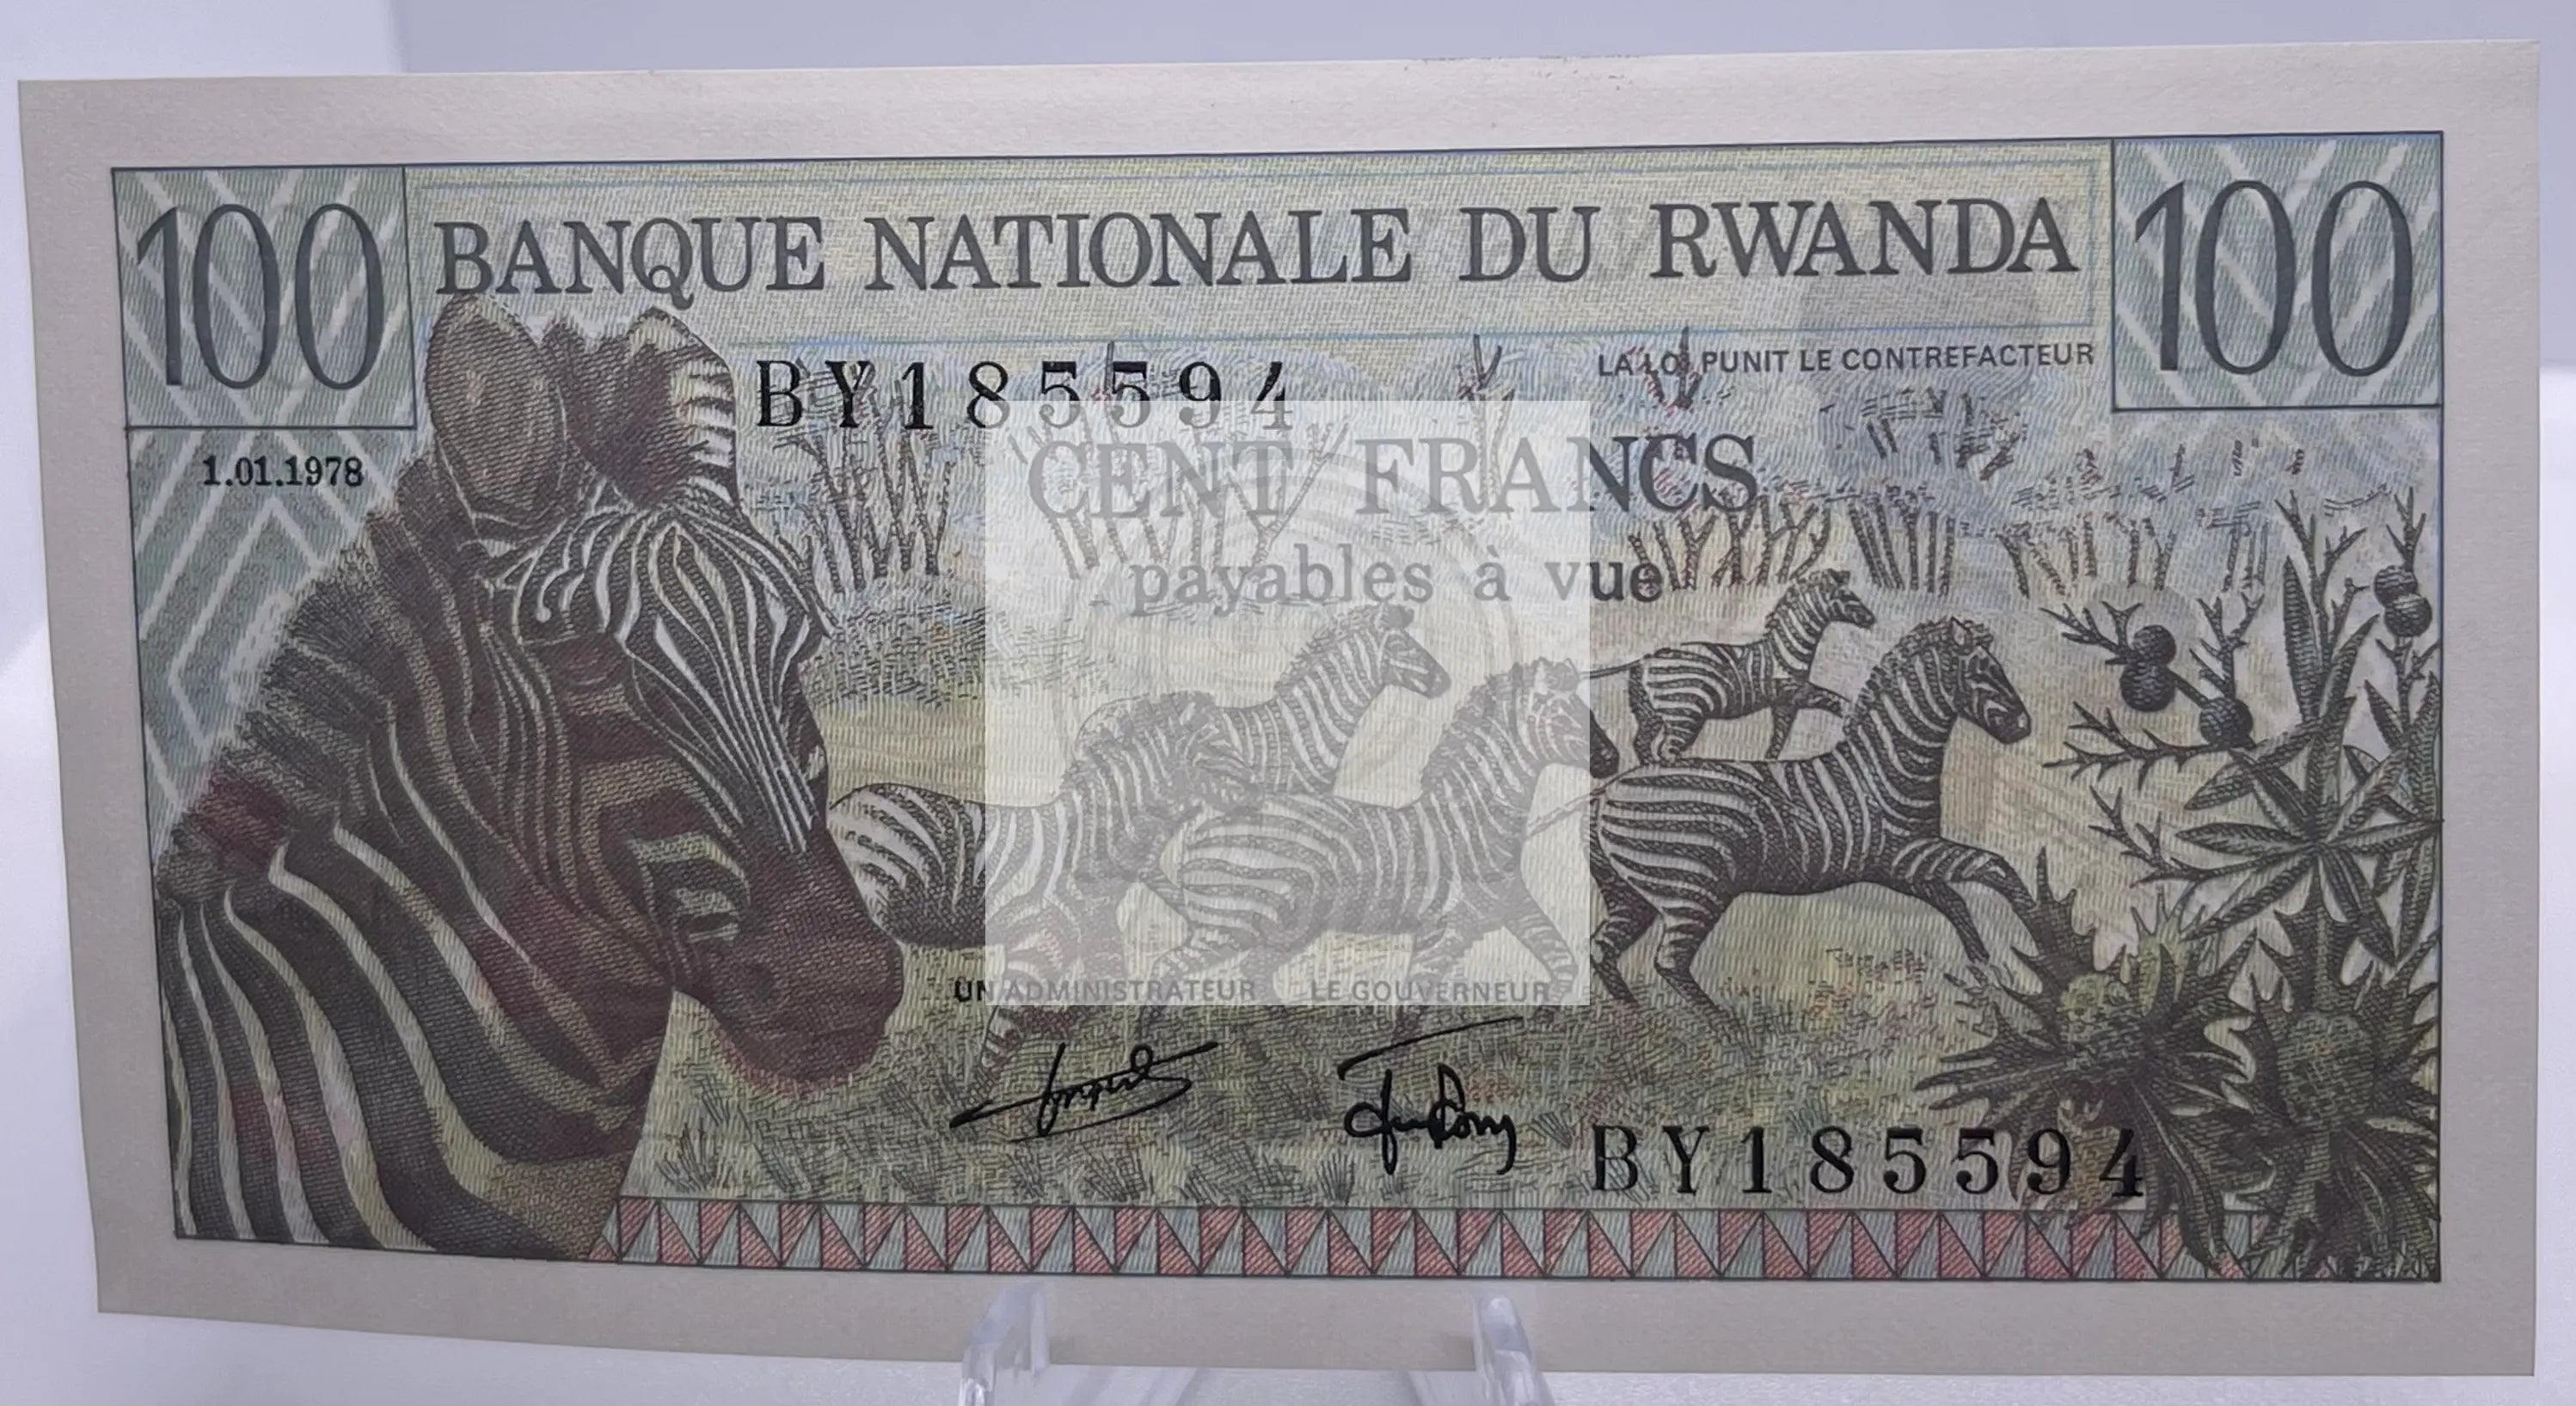 100 BANQUE NATIONALE DU RWANDA 100
BY185594
LA LOI PUNIT LE CONTREFACTEUR
1.01.1978
CENT FRANCS
payables à vue
UN ADMINISTRATEUR LE GOUVERNEUR
BY185594